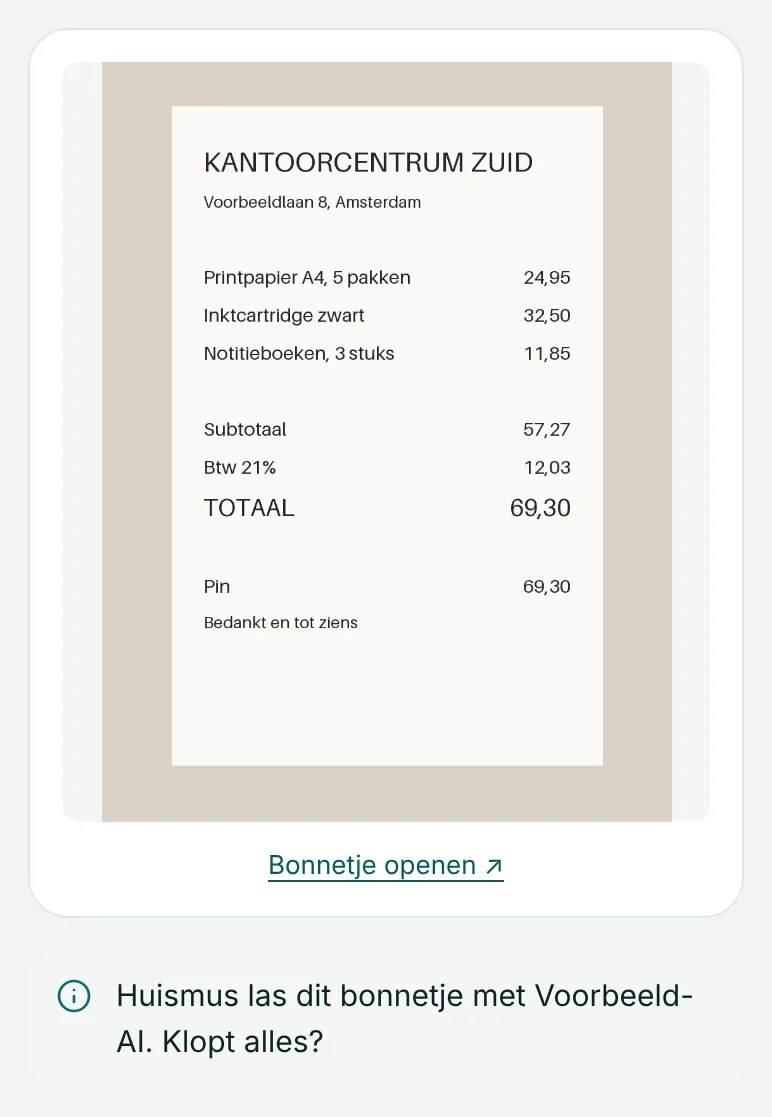 KANTOORCENTRUM ZUID
Voorbeeldlaan 8, Amsterdam
Printpapier A4, 5 pakken 24,95
Inktcartridge zwart 32,50
Notitieboeken, 3 stuks 11,85
Subtotaal 57,27
Btw 21% 12,03
TOTAAL 69,30
Pin 69,30
Bedankt en tot ziens
Bonnetje openen ↗
Huismus las dit bonnetje met Voorbeeld-
AI. Klopt alles?